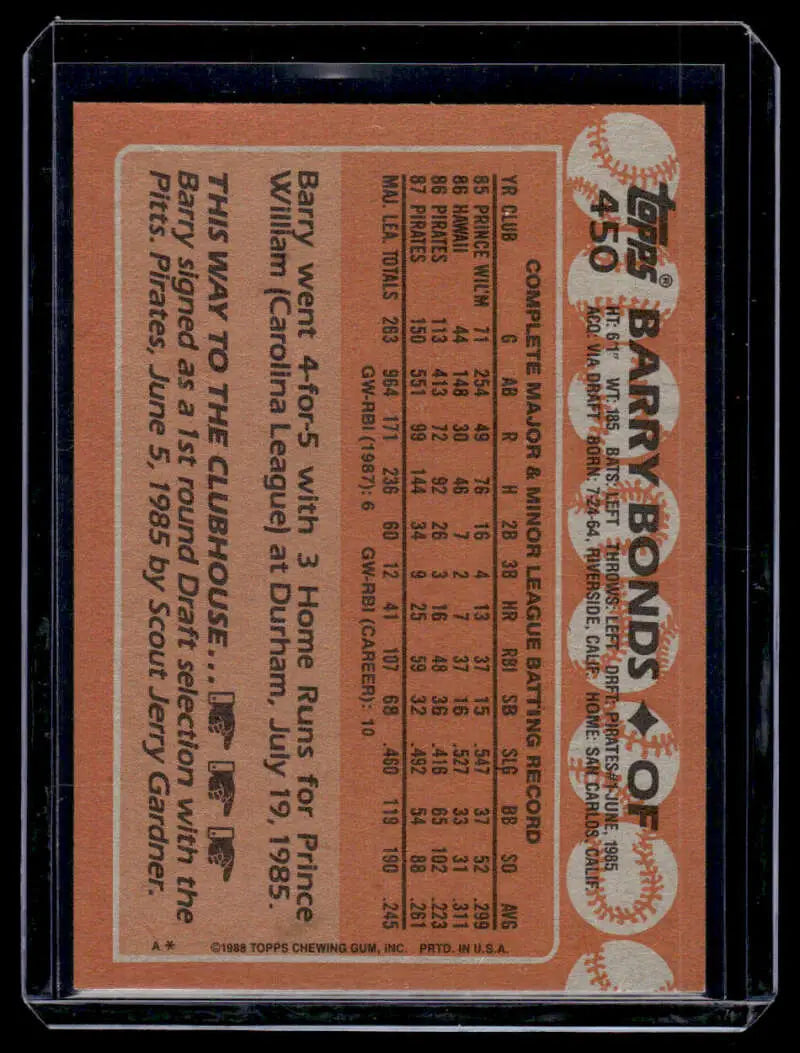 topps® BARRY BONDS ✦ OF
450
HT: 6'1" WT: 185 BATS: LEFT THROWS: LEFT DRFT: PIRATES #1-JUNE, 1985
ACQ: VIA DRAFT BORN: 7-24-64, RIVERSIDE, CALIF. HOME: SAN CARLOS, CALIF.
COMPLETE MAJOR & MINOR LEAGUE BATTING RECORD
YR CLUB G AB R H 2B 3B HR RBI SB SLG BB SO AVG
85 PRINCE WIL'M 71 254 49 76 16 4 13 37 15 .547 37 52 .299
86 HAWAII 44 148 30 46 7 2 7 37 16 .527 33 31 .311
86 PIRATES 113 413 72 92 26 3 16 48 36 .416 65 102 .223
87 PIRATES 150 551 99 144 34 9 25 59 32 .492 54 88 .261
MAJ. LEA. TOTALS 263 964 171 236 60 12 41 107 68 .460 119 190 .245
GW-RBI (1987): 6 GW-RBI (CAREER): 10
Barry went 4-for-5 with 3 Home Runs for Prince
William (Carolina League) at Durham, July 19, 1985.
THIS WAY TO THE CLUBHOUSE...
Barry signed as a 1st round Draft selection with the
Pitts. Pirates, June 5, 1985 by Scout Jerry Gardner.
©1988 TOPPS CHEWING GUM, INC. PRTD. IN U.S.A.
A *